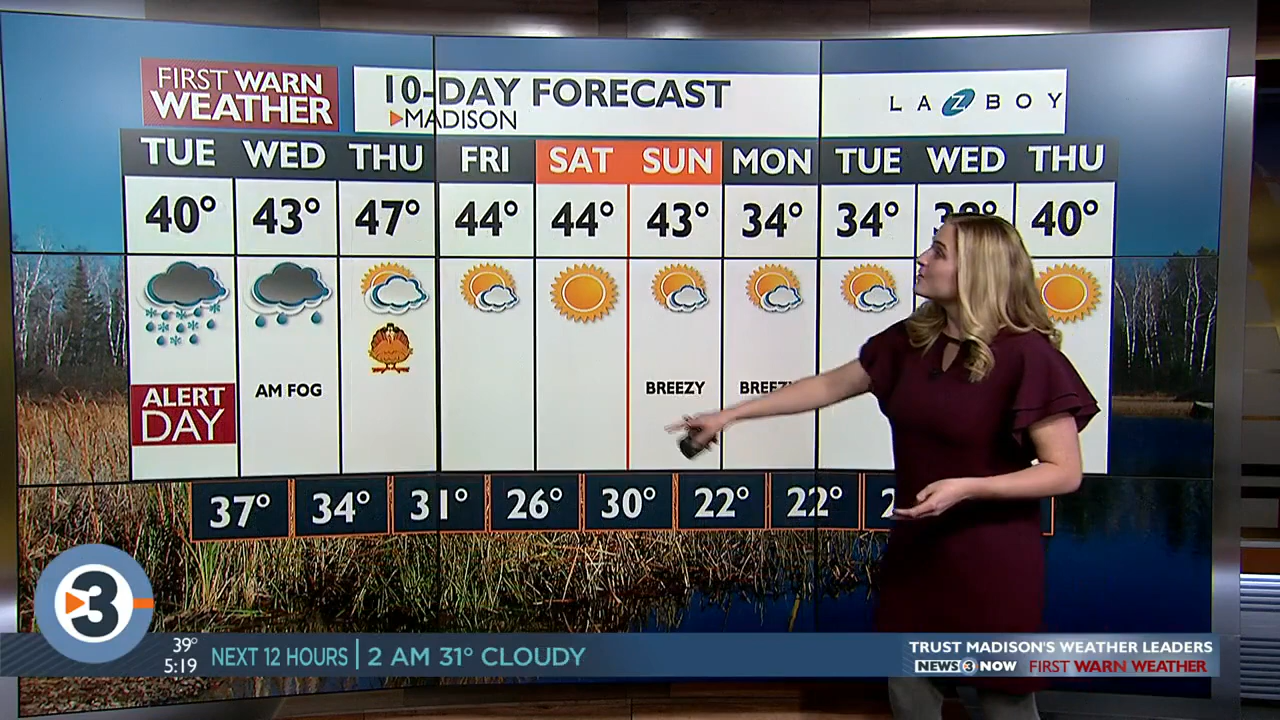 FIRST WARN
WEATHER
10-DAY FORECAST
MADISON
LA Z BOY
TUE WED THU FRI SAT SUN MON TUE WED THU
40° 43° 47° 44° 44° 43° 34° 34° 40°
ALERT
DAY
AM FOG
BREEZY
37° 34° 31° 26° 30° 22° 22°
3
39°
5:19
NEXT 12 HOURS | 2 AM 31° CLOUDY
TRUST MADISON'S WEATHER LEADERS
NEWS 3 NOW FIRST WARN WEATHER